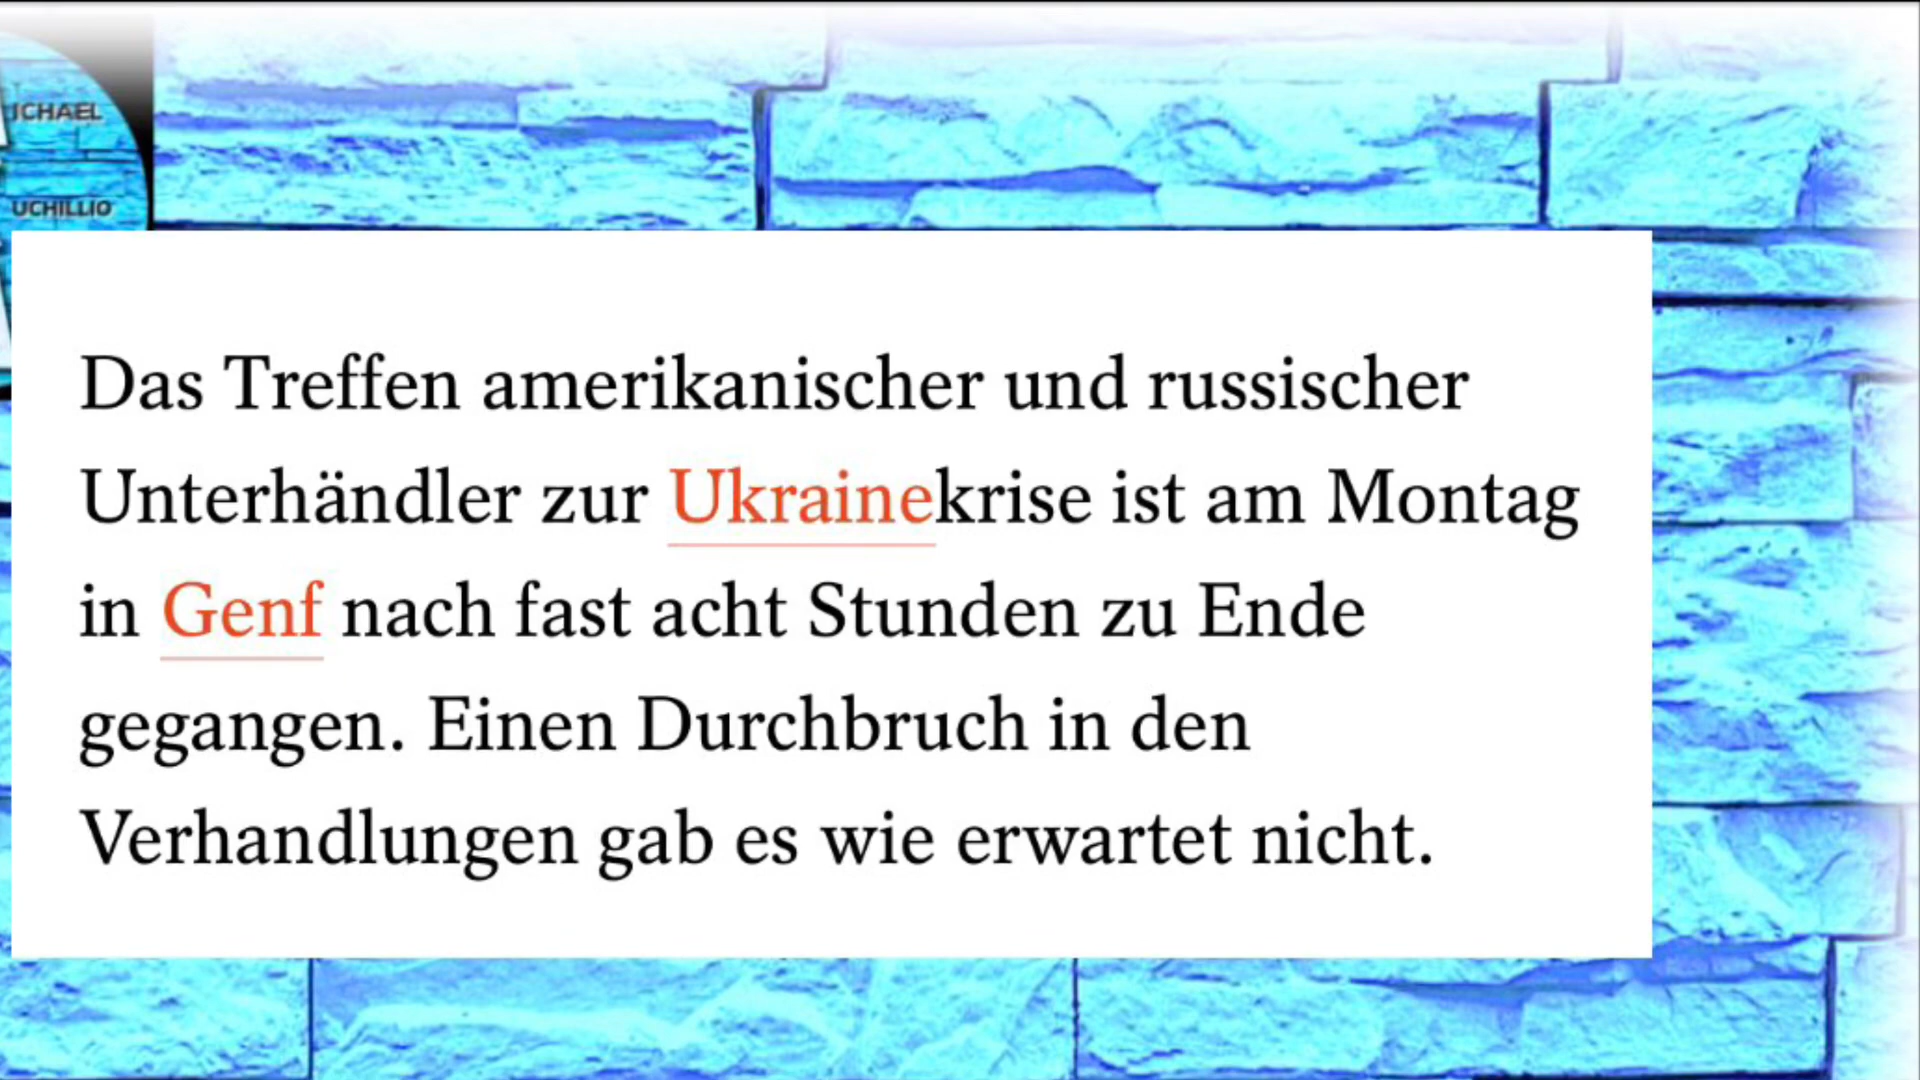 ICHAEL
UCHILLIO
Das Treffen amerikanischer und russischer
Unterhändler zur Ukrainekrise ist am Montag
in Genf nach fast acht Stunden zu Ende
gegangen. Einen Durchbruch in den
Verhandlungen gab es wie erwartet nicht.